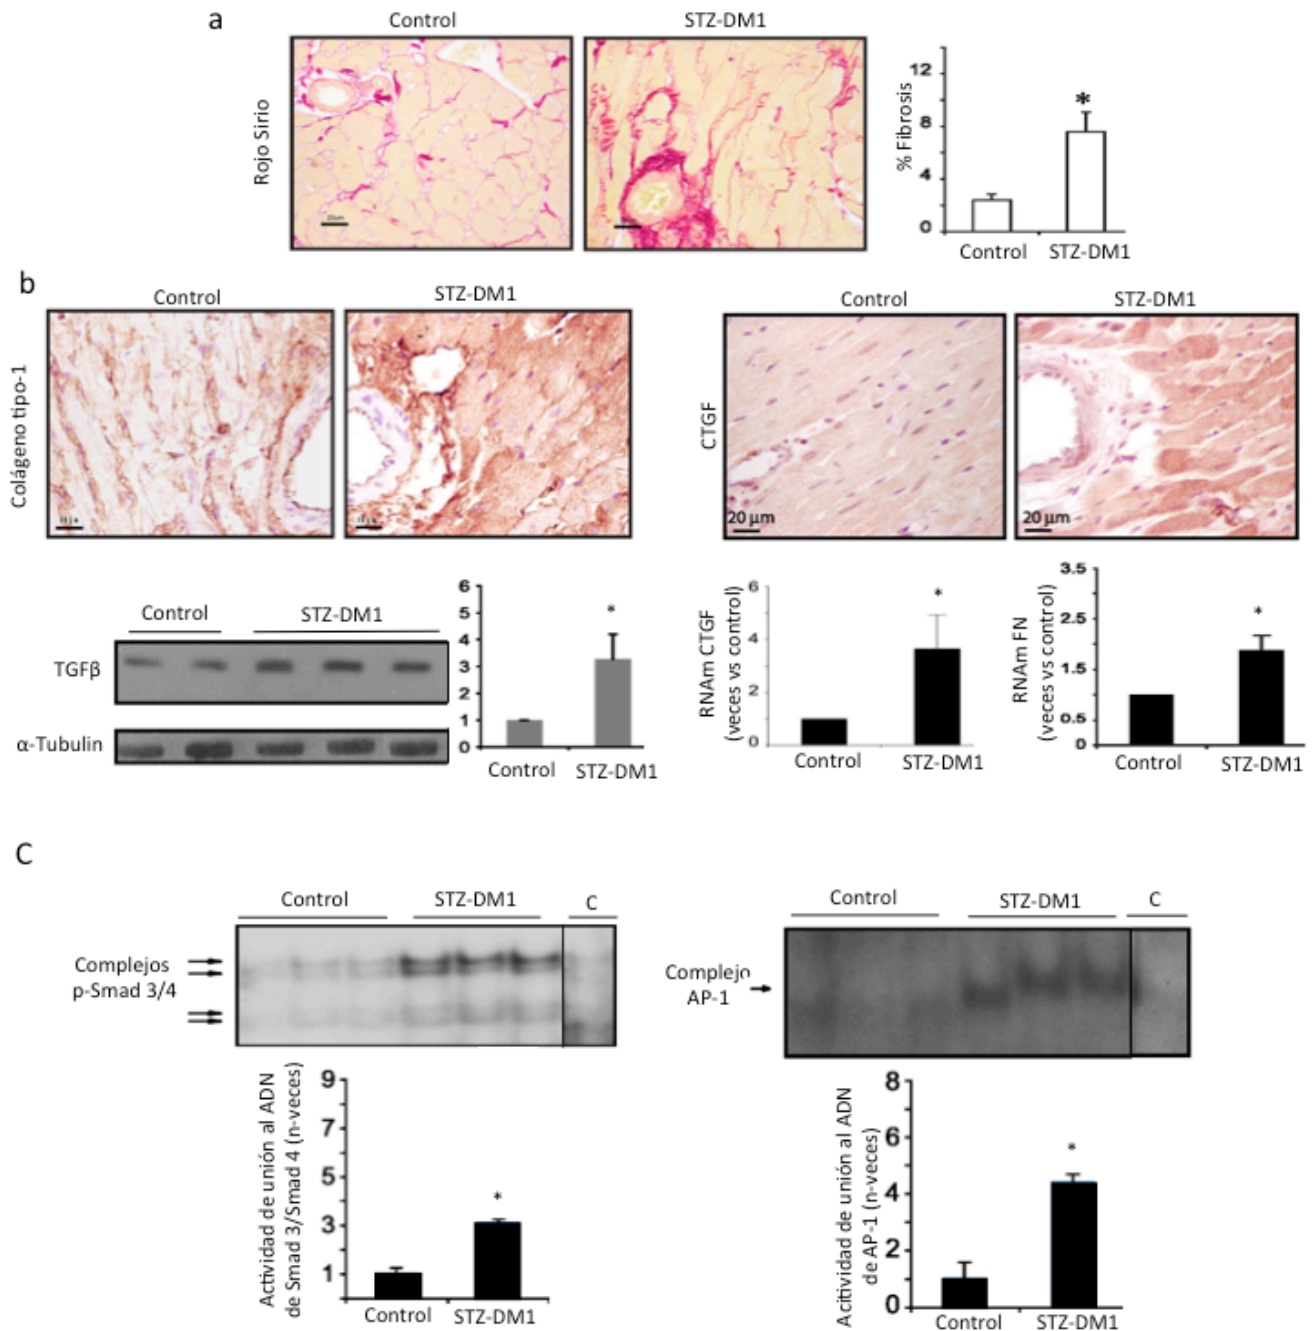 a
Control
STZ-DM1
Rojo Sirio
% Fibrosis
12
8
4
0
*
Control
STZ-DM1
b
Control
STZ-DM1
Colágeno tipo-1
Control
STZ-DM1
CTGF
20 µm
20 µm
Control
STZ-DM1
TGFβ
α-Tubulin
6
5
4
3
2
1
0
*
Control
STZ-DM1
RNAm CTGF
(veces vs control)
6
4
2
0
*
Control
STZ-DM1
RNAm FN
(veces vs control)
3.5
2.5
1.5
0.5
0
*
Control
STZ-DM1
C
Control
STZ-DM1
C
Complejos
p-Smad 3/4
Actividad de unión al ADN
de Smad 3/Smad 4 (n-veces)
9
7
5
3
1
*
Control
STZ-DM1
Control
STZ-DM1
C
Complejo
AP-1
Acitividad de unión al ADN
de AP-1 (n-veces)
8
6
4
2
0
*
Control
STZ-DM1